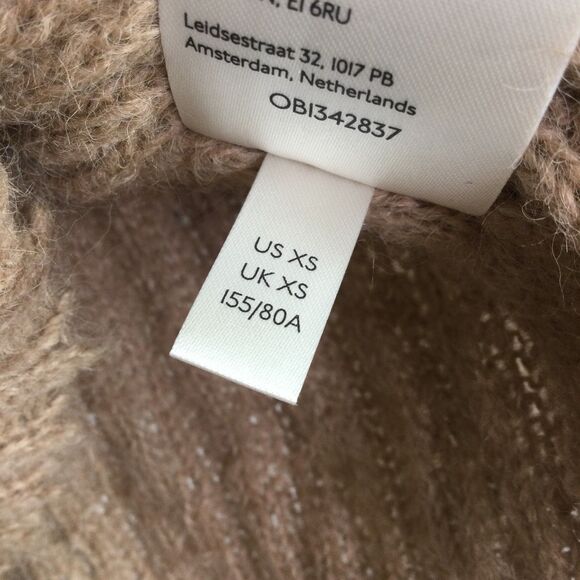 E1 6RU
Leidsestraat 32, 1017 PB
Amsterdam, Netherlands
OB1342837
US XS
UK XS
155/80A